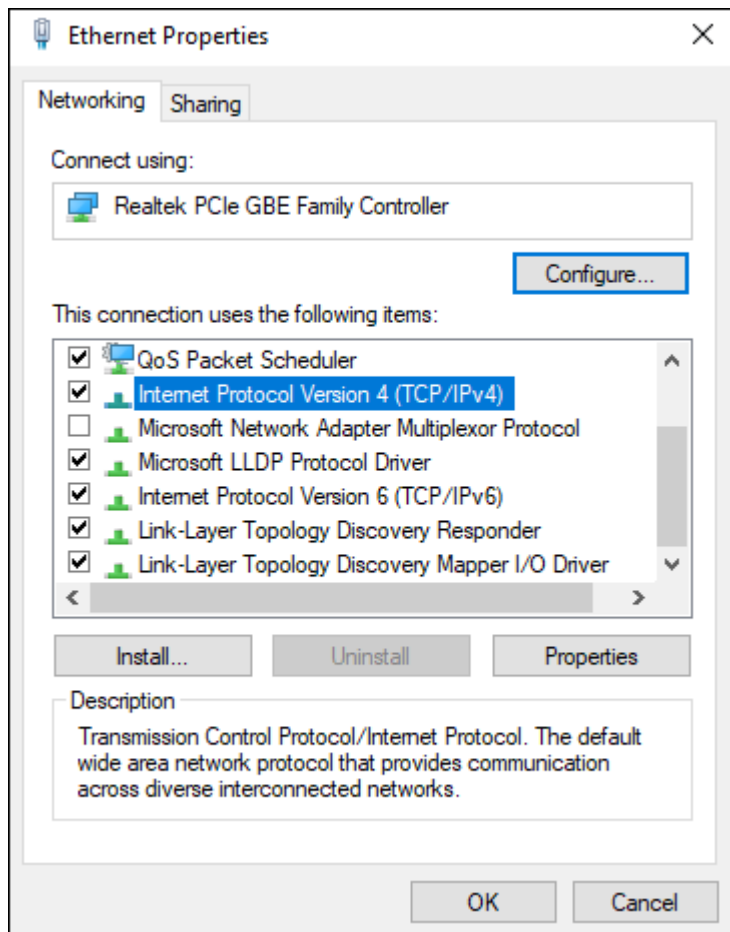 Ethernet Properties
Networking
Sharing
Connect using:
Realtek PCIe GBE Family Controller
Configure...
This connection uses the following items:
QoS Packet Scheduler
Internet Protocol Version 4 (TCP/IPv4)
Microsoft Network Adapter Multiplexor Protocol
Microsoft LLDP Protocol Driver
Internet Protocol Version 6 (TCP/IPv6)
Link-Layer Topology Discovery Responder
Link-Layer Topology Discovery Mapper I/O Driver
Install...
Uninstall
Properties
Description
Transmission Control Protocol/Internet Protocol. The default
wide area network protocol that provides communication
across diverse interconnected networks.
OK
Cancel